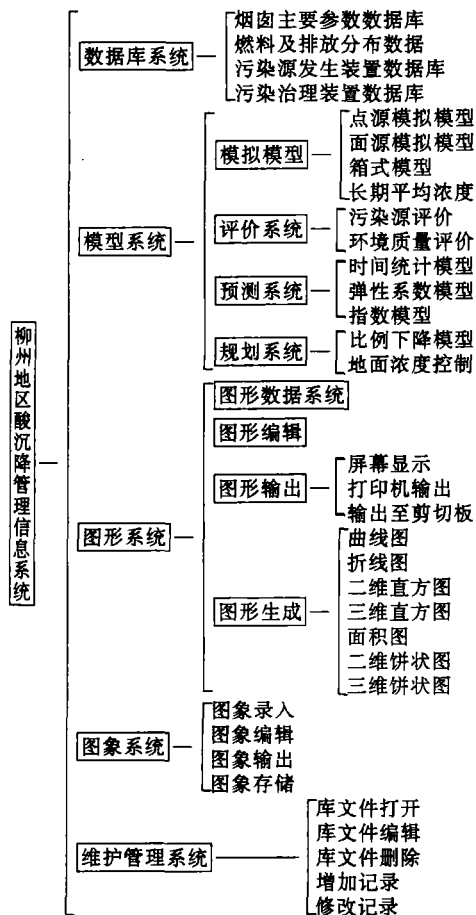 柳州地区酸沉降管理信息系统
数据库系统
烟囱主要参数数据库
燃料及排放分布数据
污染源发生装置数据库
污染治理装置数据库
模型系统
模拟模型
点源模拟模型
面源模拟模型
箱式模型
长期平均浓度
评价系统
污染源评价
环境质量评价
预测系统
时间统计模型
弹性系数模型
指数模型
规划系统
比例下降模型
地面浓度控制
图形系统
图形数据系统
图形编辑
图形输出
屏幕显示
打印机输出
输出至剪切板
图形生成
曲线图
折线图
二维直方图
三维直方图
面积图
二维饼状图
三维饼状图
图象系统
图象录入
图象编辑
图象输出
图象存储
维护管理系统
库文件打开
库文件编辑
库文件删除
增加记录
修改记录